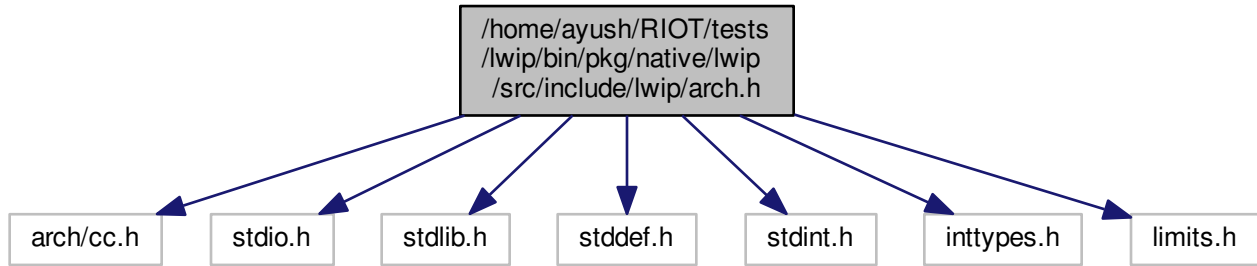 /home/ayush/RIOT/tests
/lwip/bin/pkg/native/lwip
/src/include/lwip/arch.h
arch/cc.h
stdio.h
stdlib.h
stddef.h
stdint.h
inttypes.h
limits.h